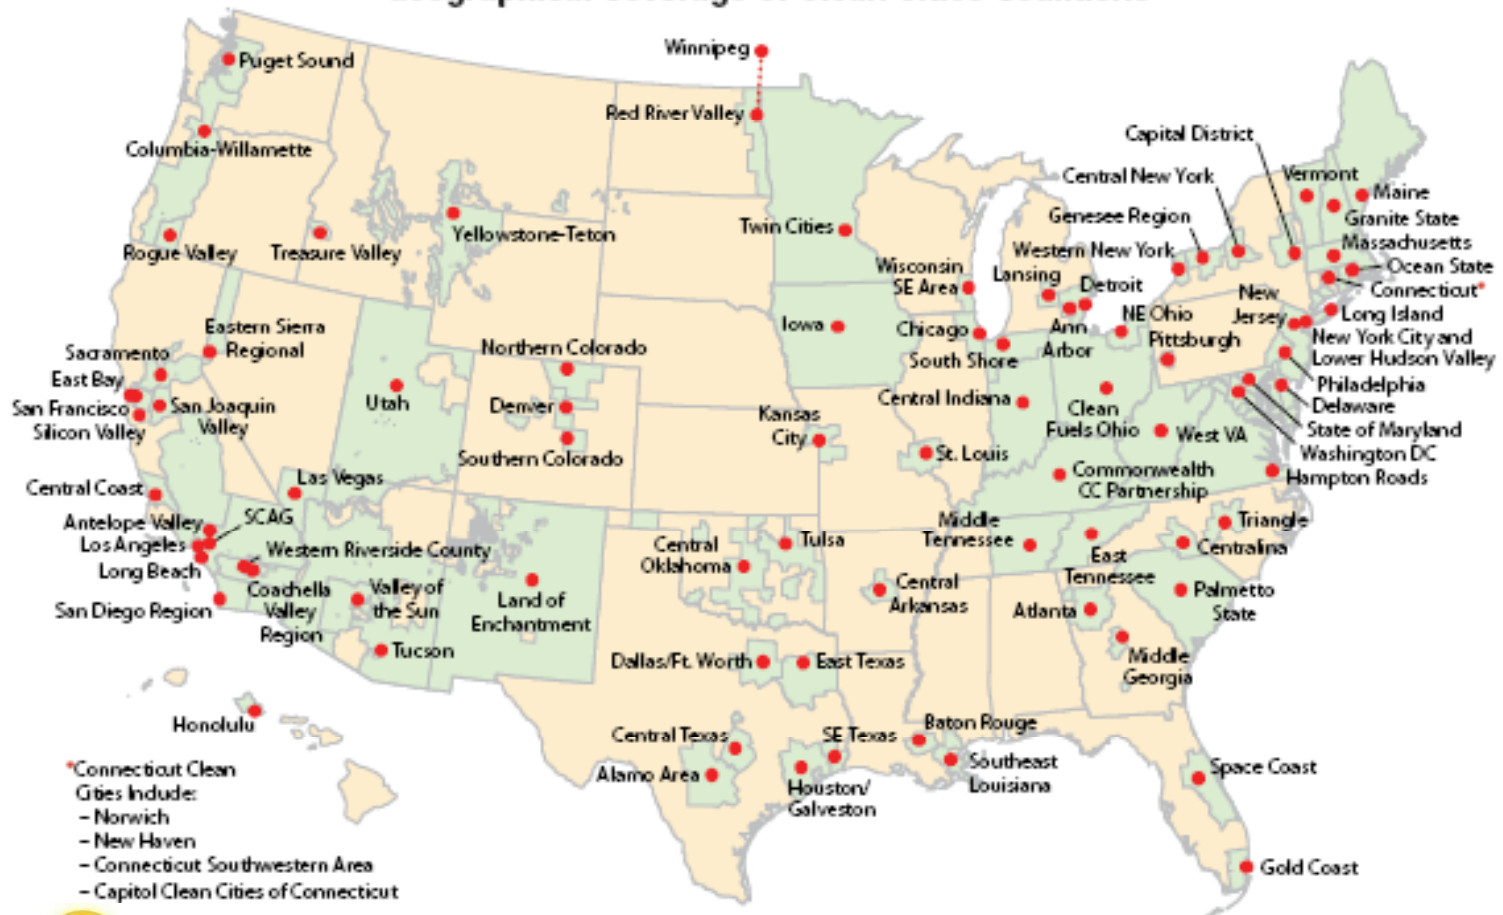 Winnipeg
Puget Sound
Red River Valley
Columbia-Willamette
Capital District
Central New York
Vermont
Maine
Genesee Region
Granite State
Yellowstone-Teton
Twin Cities
Rogue Valley
Treasure Valley
Western New York
Massachusetts
Wisconsin
SE Area
Lansing
Ocean State
Detroit
Connecticut*
New
Jersey
NE Ohio
Long Island
Iowa
Chicago
Ann
Arbor
Pittsburgh
New York City and
Lower Hudson Valley
Eastern Sierra
Regional
Northern Colorado
South Shore
Sacramento
East Bay
Philadelphia
Utah
Denver
Central Indiana
Clean
Fuels Ohio
Delaware
San Francisco
Silicon Valley
San Joaquin
Valley
Kansas
City
West VA
State of Maryland
Washington DC
St. Louis
Southern Colorado
Las Vegas
Commonwealth
CC Partnership
Hampton Roads
Central Coast
Antelope Valley
SCAG
Los Angeles
Western Riverside County
Long Beach
Middle
Tennessee
Triangle
Central
Oklahoma
Tulsa
Centralina
East
Tennessee
Coachella
Valley
Region
Valley of
the Sun
Land of
Enchantment
Central
Arkansas
Palmetto
State
San Diego Region
Atlanta
Tucson
Dallas/Ft. Worth
East Texas
Middle
Georgia
Honolulu
Central Texas
SE Texas
Baton Rouge
Alamo Area
Houston/
Galveston
Southeast
Louisiana
Space Coast
Gold Coast
*Connecticut Clean
Cities Include:
– Norwich
– New Haven
– Connecticut Southwestern Area
– Capitol Clean Cities of Connecticut